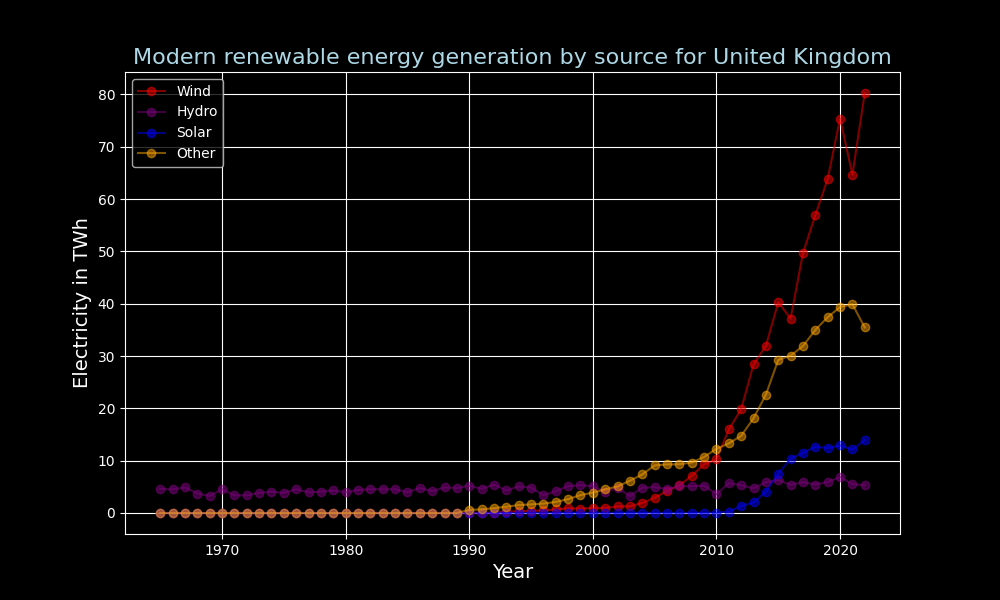 Modern renewable energy generation by source for United Kingdom
Wind
Hydro
Solar
Other
80
70
60
50
40
30
20
10
0
Electricity in TWh
1970 1980 1990 2000 2010 2020
Year